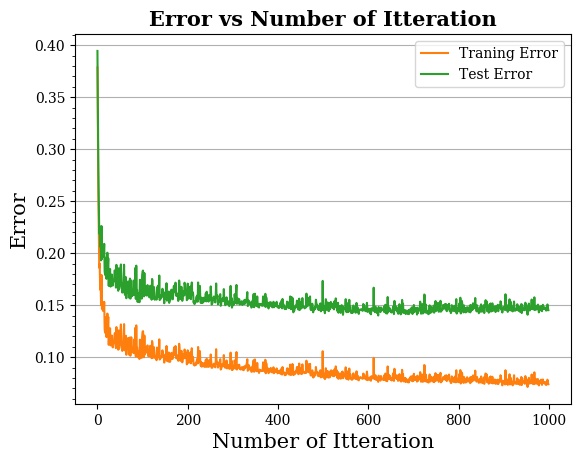 Error vs Number of Itteration
0.40
0.35
0.30
0.25
0.20
0.15
0.10
Error
Traning Error
Test Error
0
200
400
600
800
1000
Number of Itteration